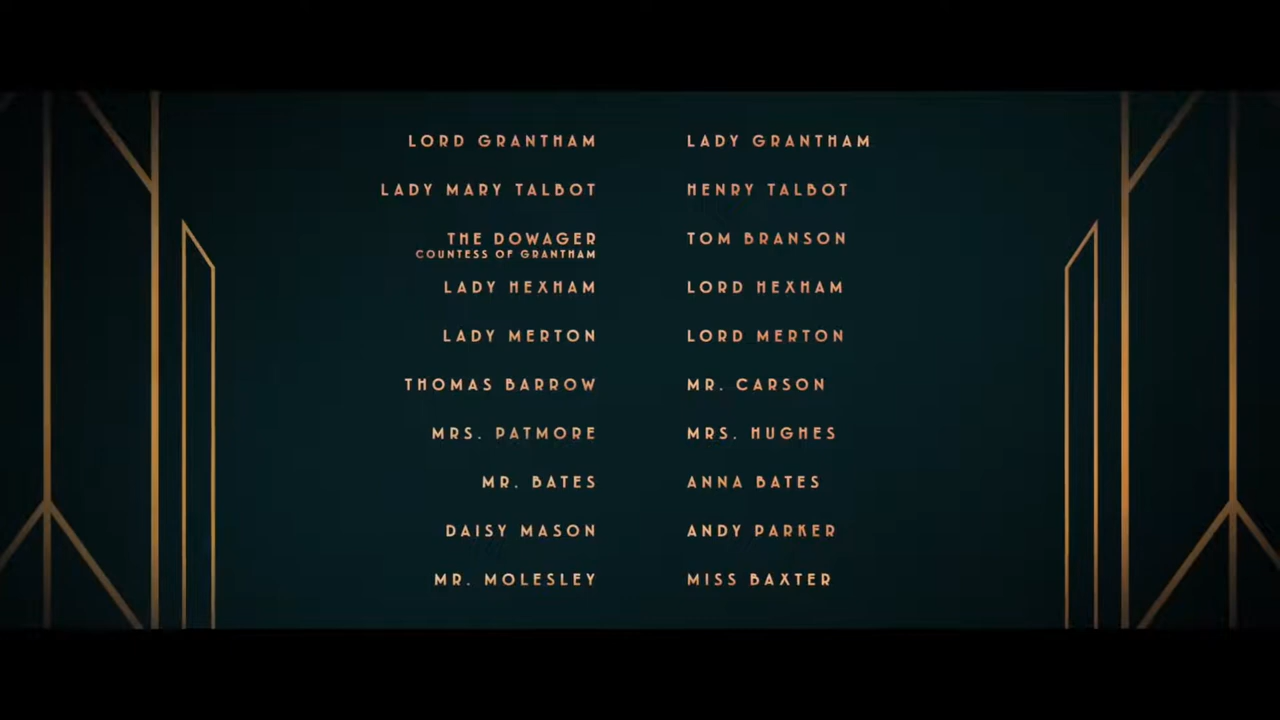 LORD GRANTHAM LADY GRANTHAM
LADY MARY TALBOT HENRY TALBOT
THE DOWAGER TOM BRANSON
COUNTESS OF GRANTHAM
LADY HEXHAM LORD HEXHAM
LADY MERTON LORD MERTON
THOMAS BARROW MR. CARSON
MRS. PATMORE MRS. HUGHES
MR. BATES ANNA BATES
DAISY MASON ANDY PARKER
MR. MOLESLEY MISS BAXTER